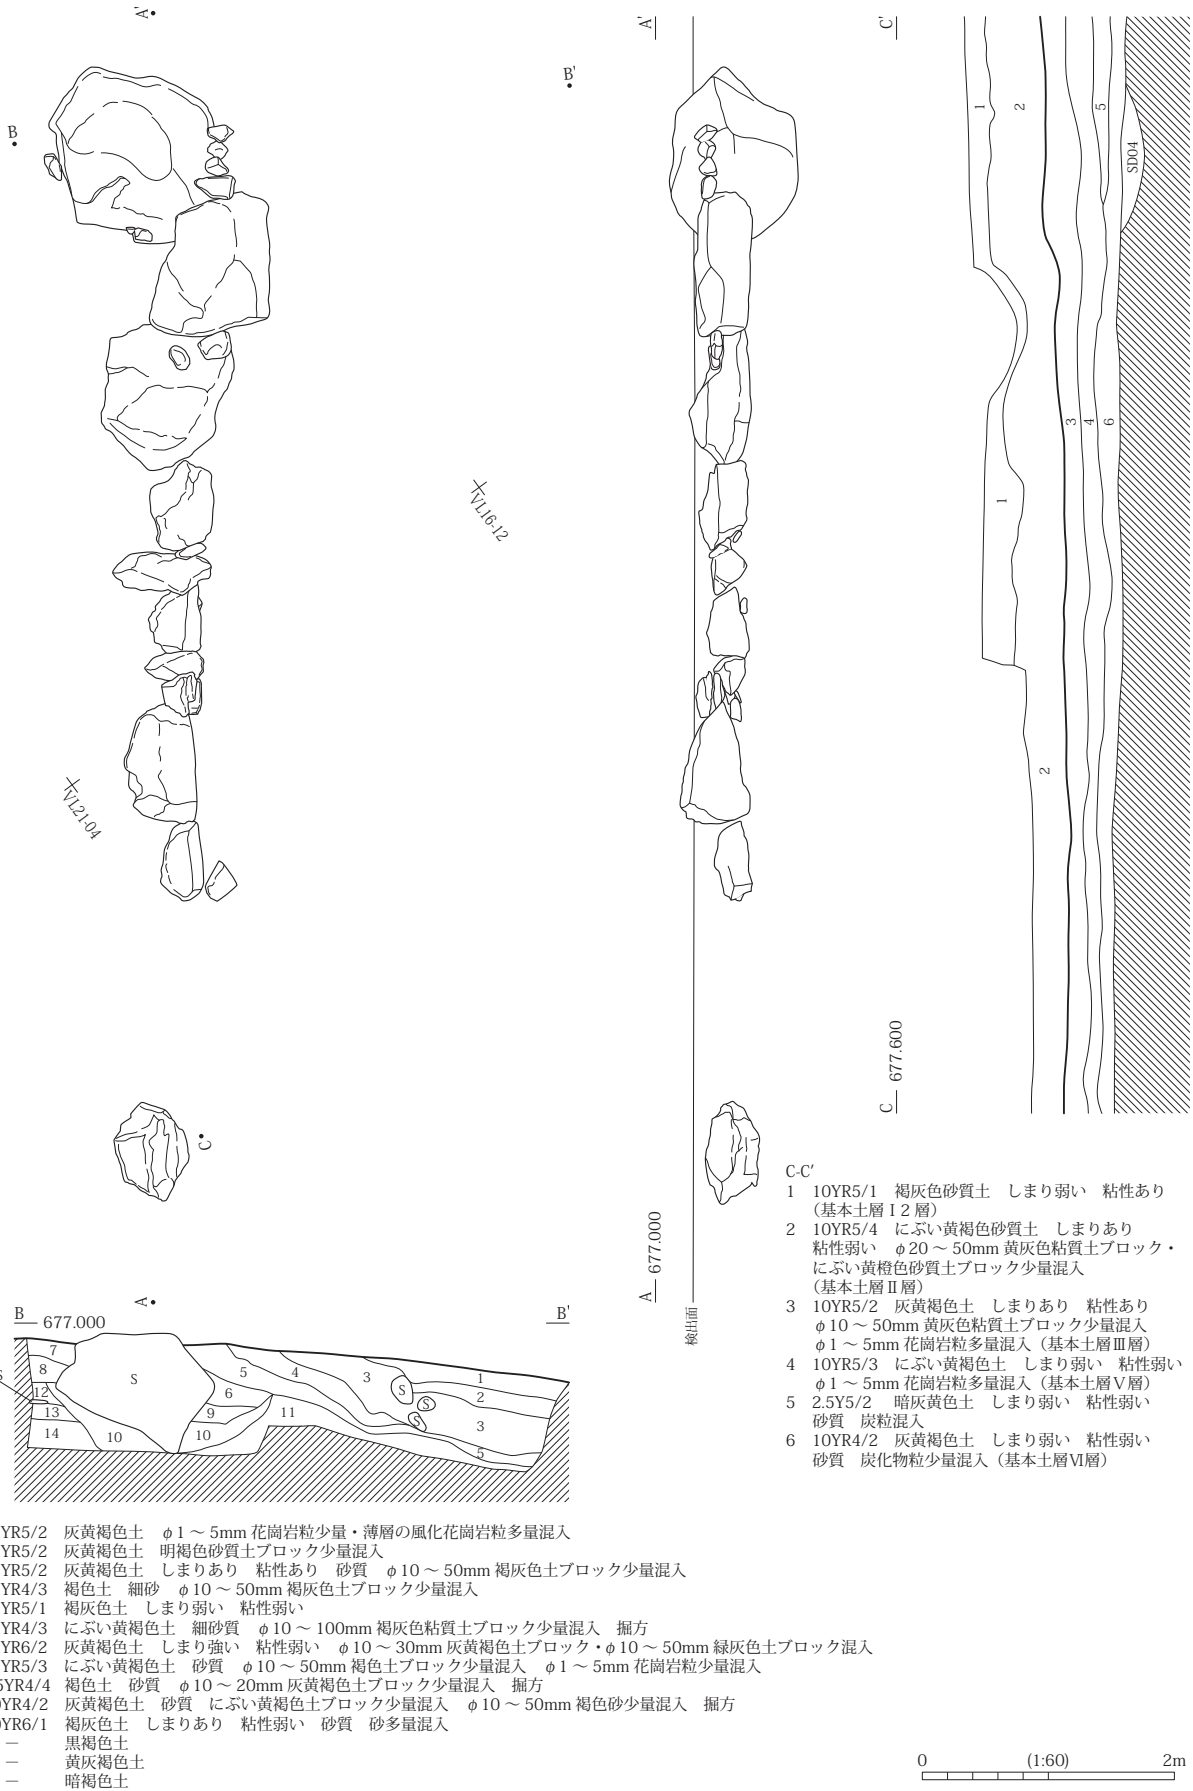 A'
B'
B
A'
C'
1
2
5
SD04
3
4
6
1
2
VL16-12
VL21-04
C
C 677.600
A 677.000
検出面
A
B 677.000
B'
7
8
12
13
14
10
S
5
6
9
10
11
4
3
S
S
S
1
2
3
5
S
C-C'
1 10YR5/1 褐灰色砂質土 しまり弱い 粘性あり
(基本土層Ⅰ2層)
2 10YR5/4 にぶい黄褐色砂質土 しまりあり
粘性弱い φ20～50mm 黄灰色粘質土ブロック・
にぶい黄橙色砂質土ブロック少量混入
(基本土層Ⅱ層)
3 10YR5/2 灰黄褐色土 しまりあり 粘性あり
φ10～50mm 黄灰色粘質土ブロック少量混入
φ1～5mm 花崗岩粒多量混入（基本土層Ⅲ層）
4 10YR5/3 にぶい黄褐色土 しまり弱い 粘性弱い
φ1～5mm 花崗岩粒多量混入（基本土層Ⅴ層）
5 2.5Y5/2 暗灰黄色土 しまり弱い 粘性弱い
砂質 炭粒混入
6 10YR4/2 灰黄褐色土 しまり弱い 粘性弱い
砂質 炭化物粒少量混入（基本土層Ⅵ層）
YR5/2 灰黄褐色土 φ1～5mm 花崗岩粒少量・薄層の風化花崗岩粒多量混入
YR5/2 灰黄褐色土 明褐色砂質土ブロック少量混入
YR5/2 灰黄褐色土 しまりあり 粘性あり 砂質 φ10～50mm 褐灰色土ブロック少量混入
YR4/3 褐色土 細砂 φ10～50mm 褐灰色土ブロック少量混入
YR5/1 褐灰色土 しまり弱い 粘性弱い
YR4/3 にぶい黄褐色土 細砂質 φ10～100mm 褐灰色粘質土ブロック少量混入 掘方
YR6/2 灰黄褐色土 しまり強い 粘性弱い φ10～30mm 灰黄褐色土ブロック・φ10～50mm 緑灰色土ブロック混入
YR5/3 にぶい黄褐色土 砂質 φ10～50mm 褐色土ブロック少量混入 φ1～5mm 花崗岩粒少量混入
5YR4/4 褐色土 砂質 φ10～20mm 灰黄褐色土ブロック少量混入 掘方
0YR4/2 灰黄褐色土 砂質 にぶい黄褐色土ブロック少量混入 φ10～50mm 褐色砂少量混入 掘方
0YR6/1 褐灰色土 しまりあり 粘性弱い 砂質 砂多量混入
－ 黒褐色土
－ 黄灰褐色土
－ 暗褐色土
0 (1:60) 2m